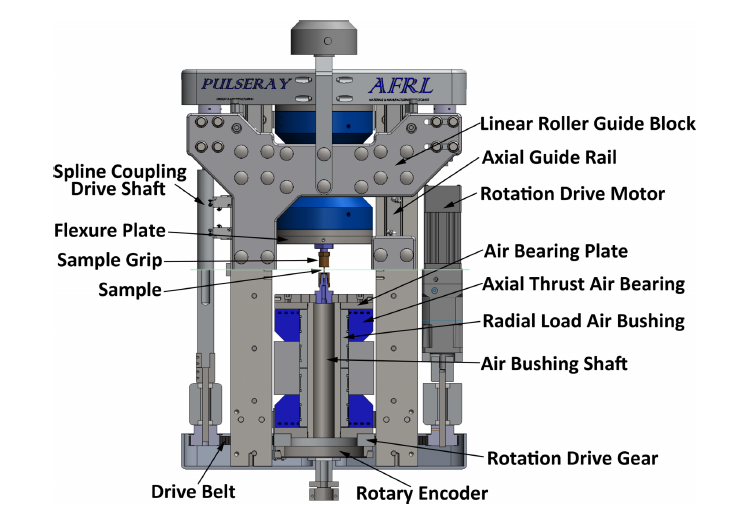 PULSERAY
AFRL
Linear Roller Guide Block
Axial Guide Rail
Spline Coupling
Drive Shaft
Rotation Drive Motor
Flexure Plate
Air Bearing Plate
Sample Grip
Axial Thrust Air Bearing
Sample
Radial Load Air Bushing
Air Bushing Shaft
Rotation Drive Gear
Drive Belt
Rotary Encoder